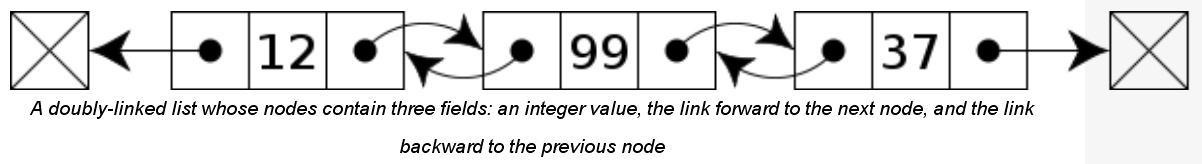 12 99 37
A doubly-linked list whose nodes contain three fields: an integer value, the link forward to the next node, and the link
backward to the previous node